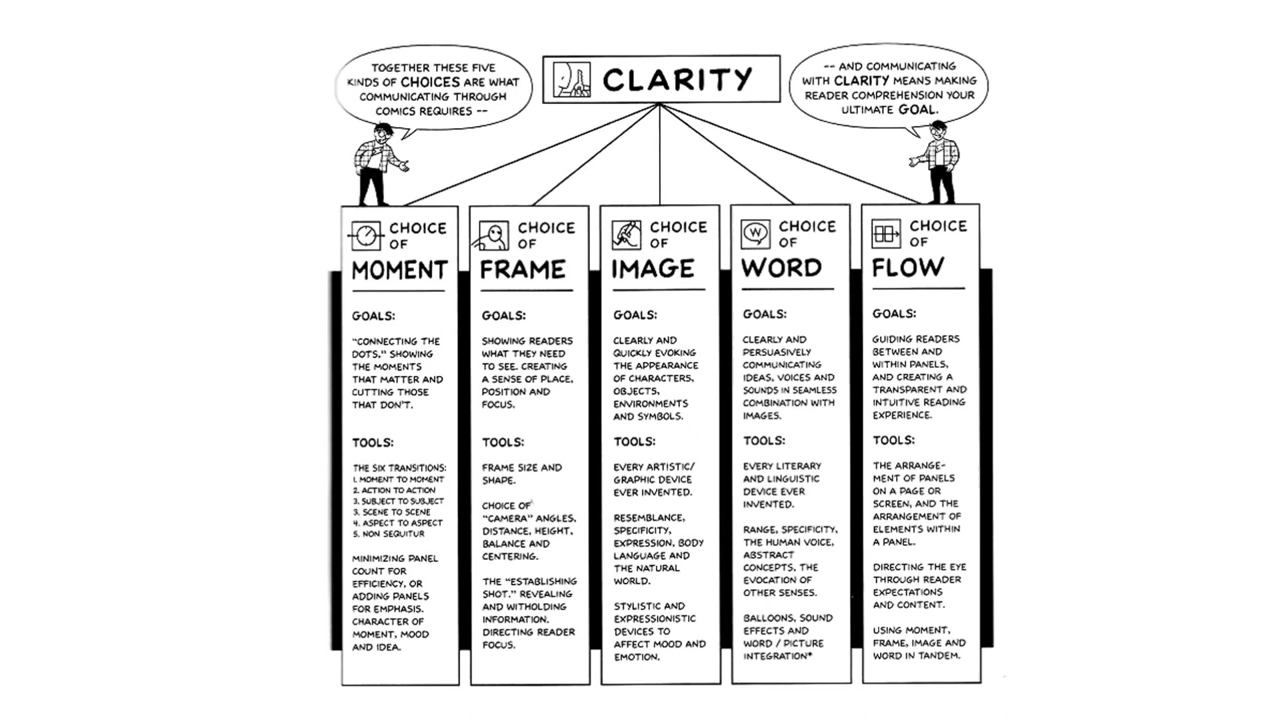 TOGETHER THESE FIVE
KINDS OF CHOICES ARE WHAT
COMMUNICATING THROUGH
COMICS REQUIRES --
CLARITY
-- AND COMMUNICATING
WITH CLARITY MEANS MAKING
READER COMPREHENSION YOUR
ULTIMATE GOAL.
CHOICE
OF
MOMENT
GOALS:
"CONNECTING THE
DOTS," SHOWING
THE MOMENTS
THAT MATTER AND
CUTTING THOSE
THAT DON'T.
TOOLS:
THE SIX TRANSITIONS:
1. MOMENT TO MOMENT
2. ACTION TO ACTION
3. SUBJECT TO SUBJECT
3. SCENE TO SCENE
4. ASPECT TO ASPECT
5. NON SEQUITUR
MINIMIZING PANEL
COUNT FOR
EFFICIENCY, OR
ADDING PANELS
FOR EMPHASIS.
CHARACTER OF
MOMENT, MOOD
AND IDEA.
CHOICE
OF
FRAME
GOALS:
SHOWING READERS
WHAT THEY NEED
TO SEE. CREATING
A SENSE OF PLACE,
POSITION AND
FOCUS.
TOOLS:
FRAME SIZE AND
SHAPE.
CHOICE OF
"CAMERA" ANGLES,
DISTANCE, HEIGHT,
BALANCE AND
CENTERING.
THE "ESTABLISHING
SHOT." REVEALING
AND WITHOLDING
INFORMATION.
DIRECTING READER
FOCUS.
CHOICE
OF
IMAGE
GOALS:
CLEARLY AND
QUICKLY EVOKING
THE APPEARANCE
OF CHARACTERS,
OBJECTS,
ENVIRONMENTS
AND SYMBOLS.
TOOLS:
EVERY ARTISTIC/
GRAPHIC DEVICE
EVER INVENTED.
RESEMBLANCE,
SPECIFICITY,
EXPRESSION, BODY
LANGUAGE AND
THE NATURAL
WORLD.
STYLISTIC AND
EXPRESSIONISTIC
DEVICES TO
AFFECT MOOD AND
EMOTION.
W
CHOICE
OF
WORD
GOALS:
CLEARLY AND
PERSUASIVELY
COMMUNICATING
IDEAS, VOICES AND
SOUNDS IN SEAMLESS
COMBINATION WITH
IMAGES.
TOOLS:
EVERY LITERARY
AND LINGUISTIC
DEVICE EVER
INVENTED.
RANGE, SPECIFICITY,
THE HUMAN VOICE,
ABSTRACT
CONCEPTS, THE
EVOCATION OF
OTHER SENSES.
BALLOONS, SOUND
EFFECTS AND
WORD / PICTURE
INTEGRATION*
CHOICE
OF
FLOW
GOALS:
GUIDING READERS
BETWEEN AND
WITHIN PANELS,
AND CREATING A
TRANSPARENT AND
INTUITIVE READING
EXPERIENCE.
TOOLS:
THE ARRANGE-
MENT OF PANELS
ON A PAGE OR
SCREEN, AND THE
ARRANGEMENT OF
ELEMENTS WITHIN
A PANEL.
DIRECTING THE EYE
THROUGH READER
EXPECTATIONS
AND CONTENT.
USING MOMENT,
FRAME, IMAGE AND
WORD IN TANDEM.